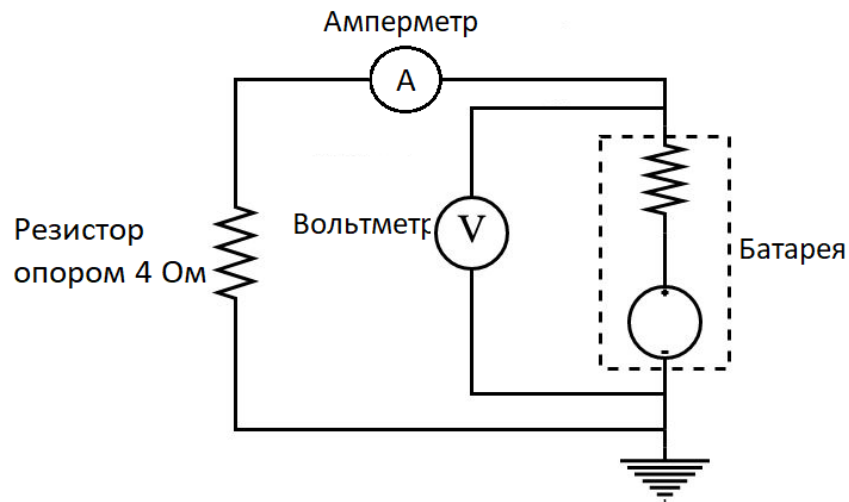 Амперметр
A
Резистор
опором 4 Ом
Вольтметр
V
Батарея
+
-